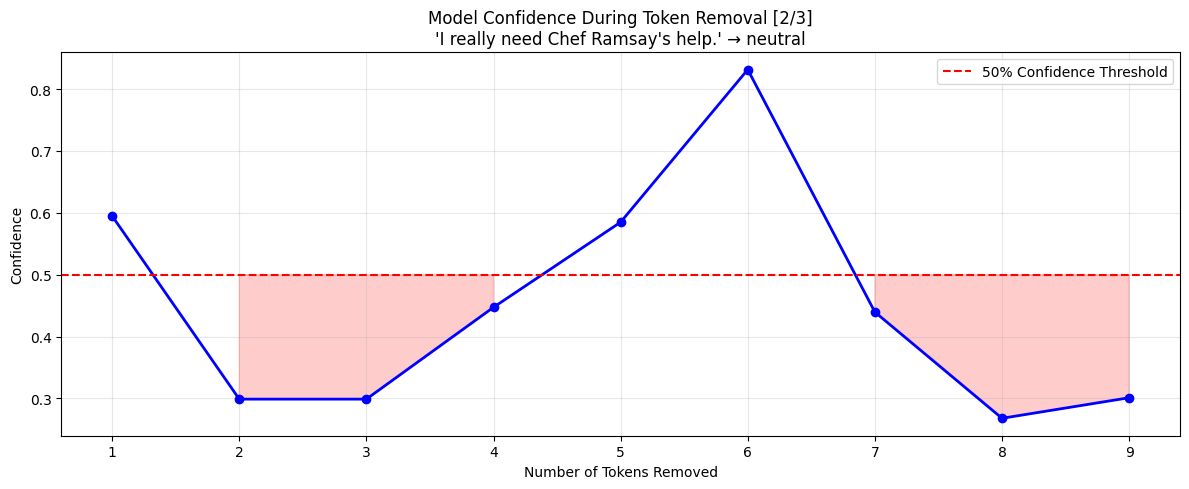 Model Confidence During Token Removal [2/3]
'I really need Chef Ramsay's help.' → neutral
50% Confidence Threshold
Confidence
0.8
0.7
0.6
0.5
0.4
0.3
1 2 3 4 5 6 7 8 9
Number of Tokens Removed